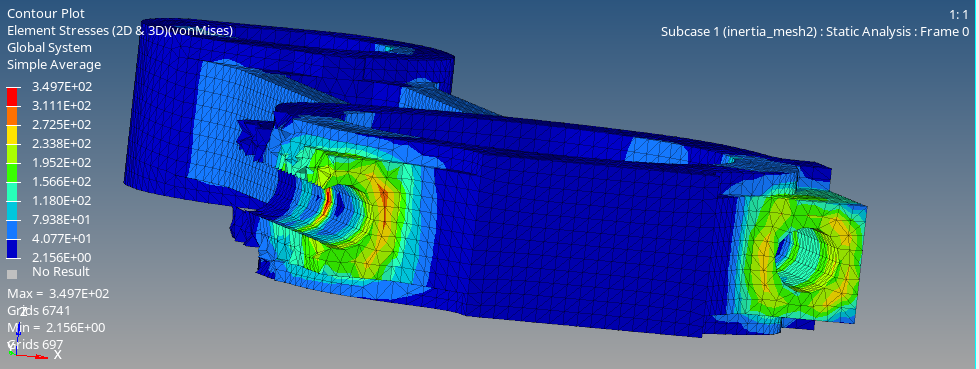 Contour Plot
Element Stresses (2D & 3D)(vonMises)
Global System
Simple Average
3.497E+02
3.111E+02
2.725E+02
2.338E+02
1.952E+02
1.566E+02
1.180E+02
7.938E+01
4.077E+01
2.156E+00
No Result
Max = 3.497E+02
Grids 6741
Min = 2.156E+00
Grids 697
Z
Y
X
1: 1
Subcase 1 (inertia_mesh2) : Static Analysis : Frame 0